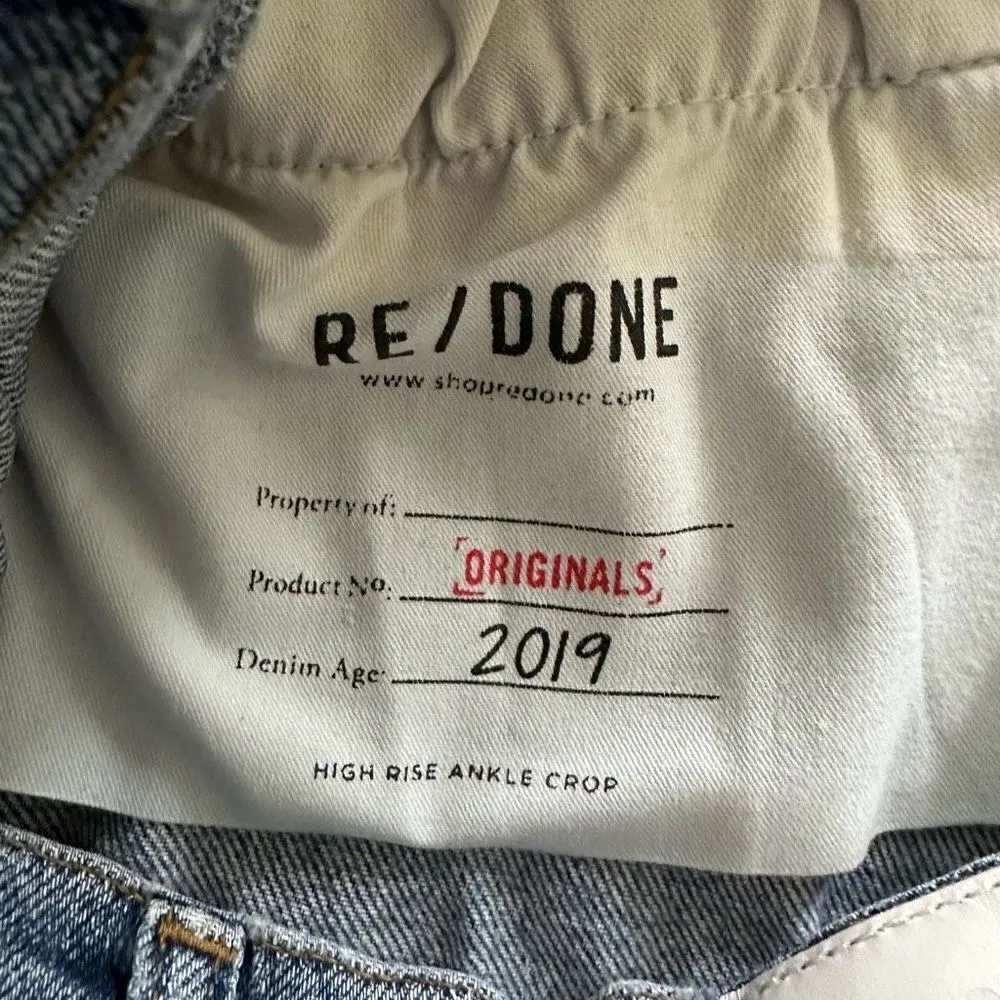 RE/DONE
www shopredone com
Property of:
Product No. ORIGINALS
Denim Age: 2019
HIGH RISE ANKLE CROP